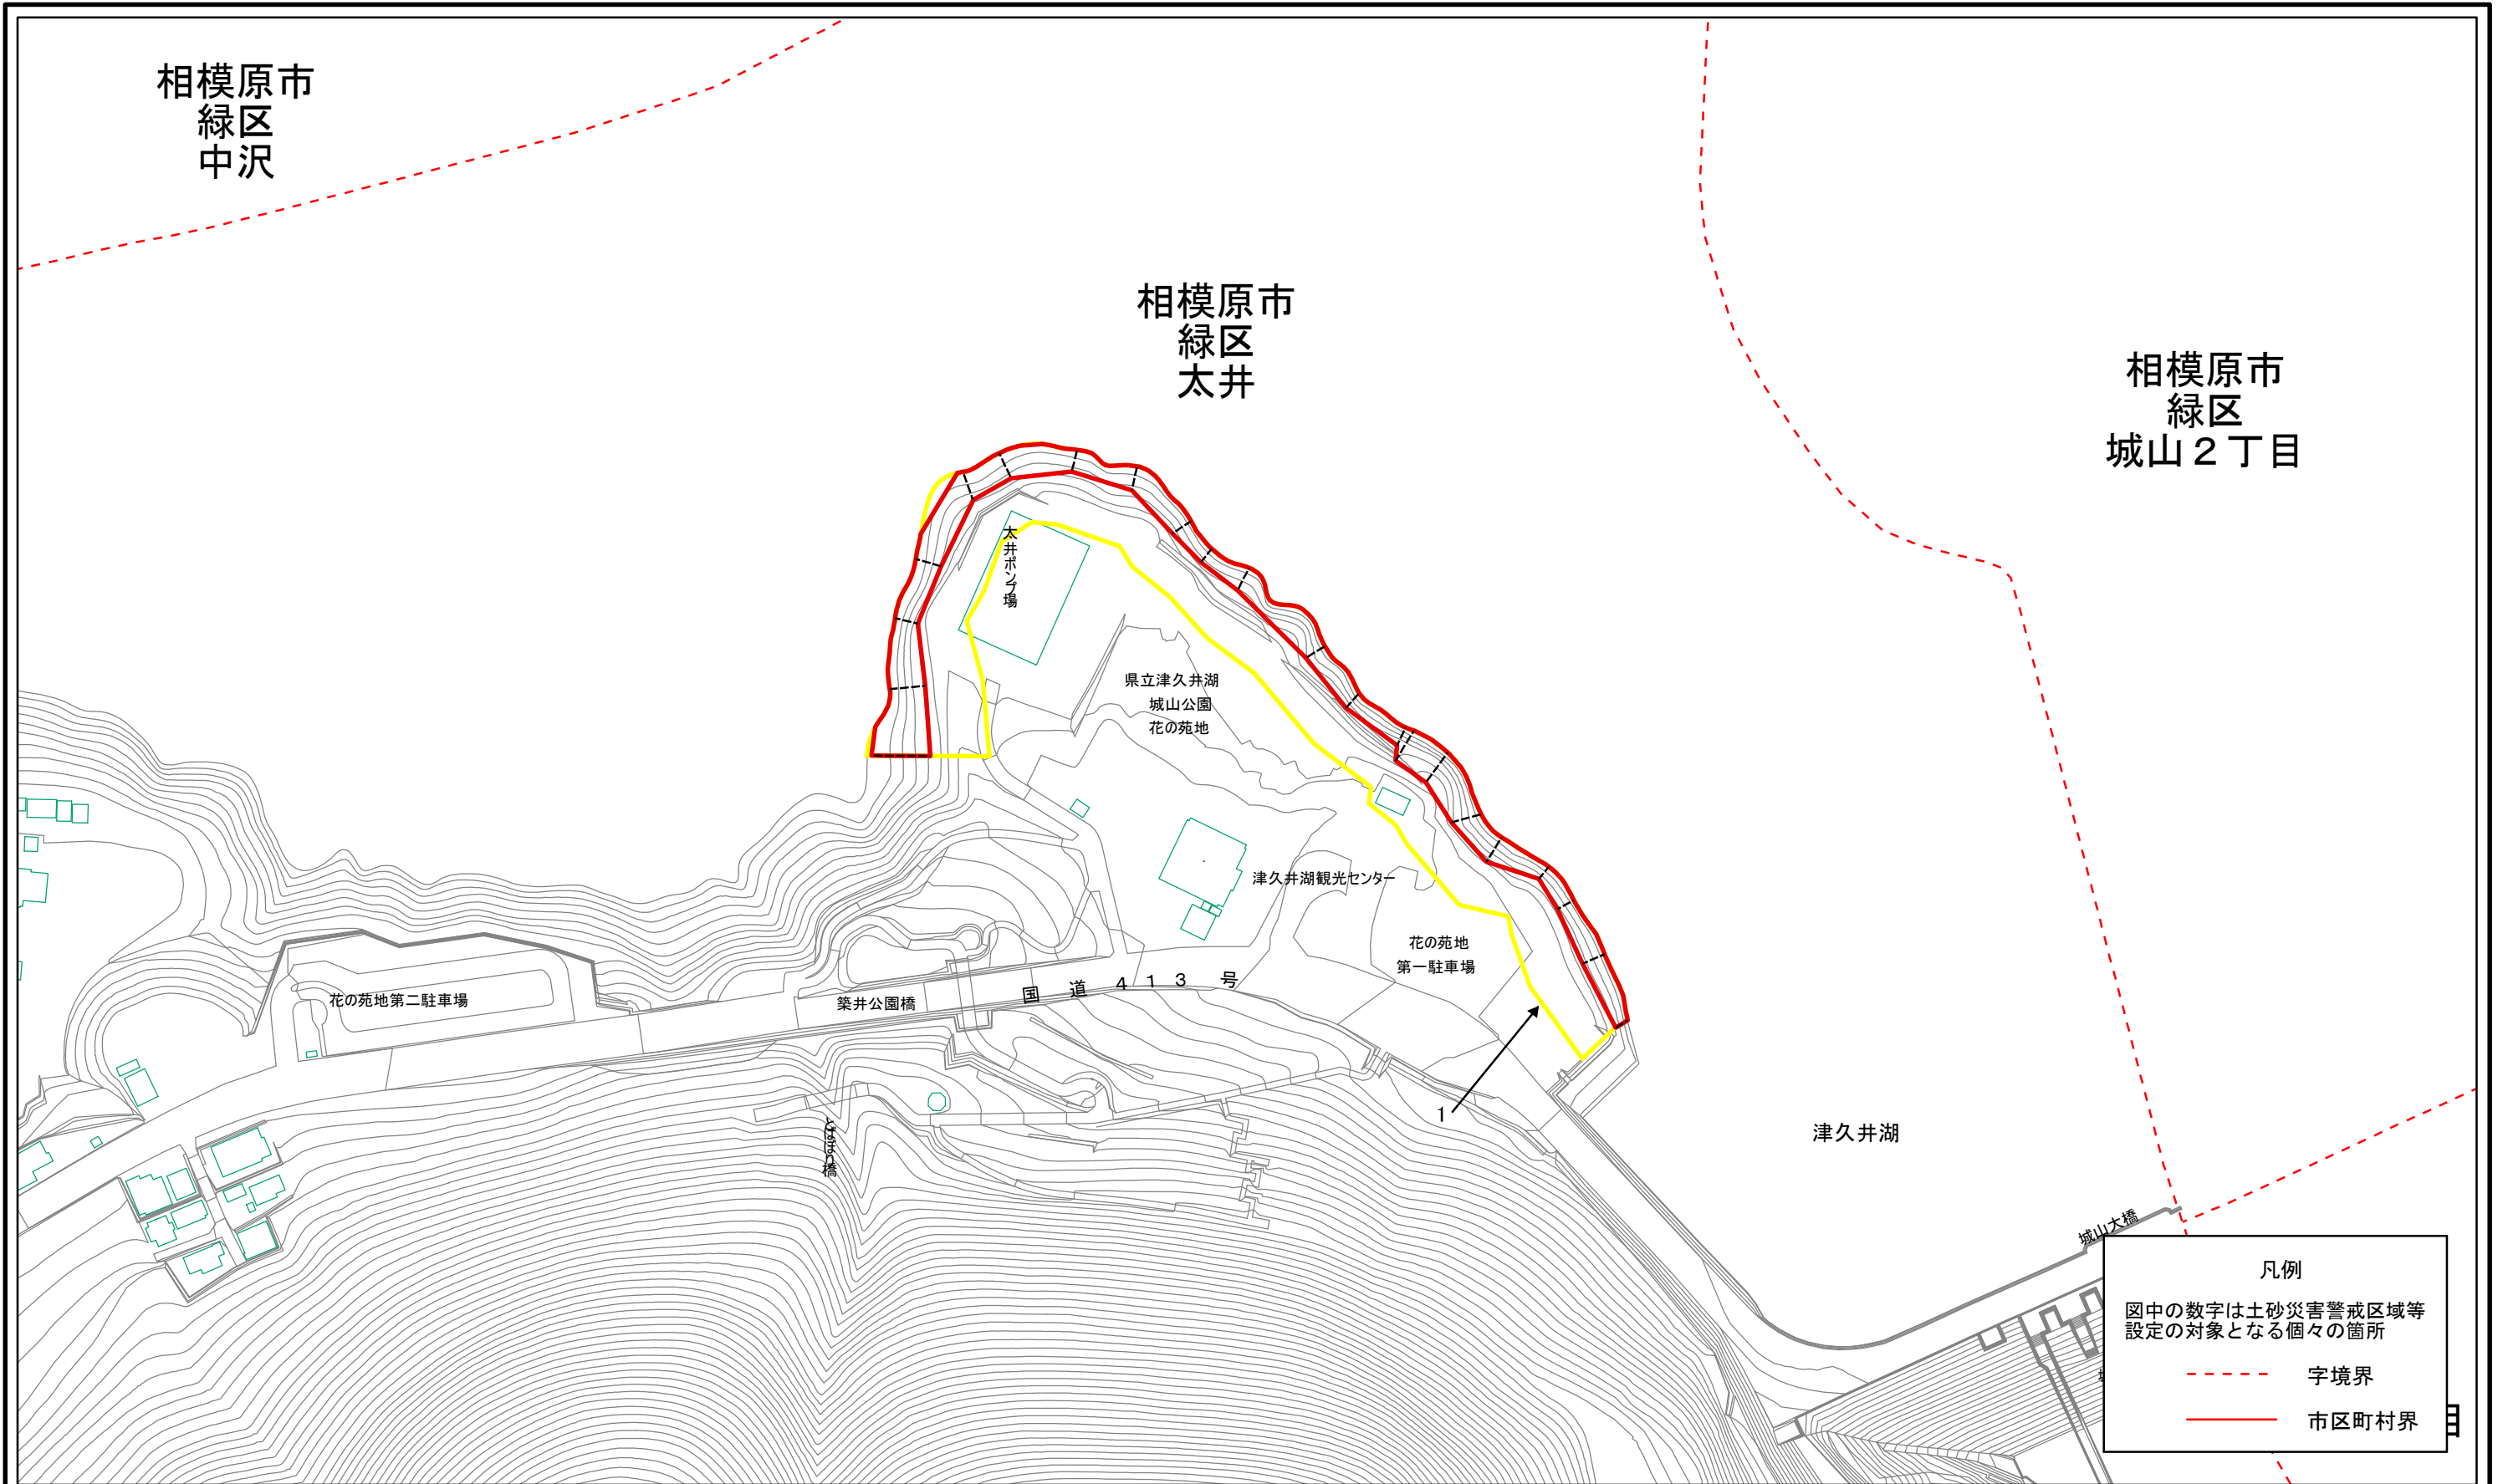 相模原市
緑区
中沢
相模原市
緑区
太井
相模原市
緑区
城山２丁目
太井ポンプ場
県立津久井湖
城山公園
花の苑地
津久井湖観光センター
花の苑地
第一駐車場
花の苑地第二駐車場
築井公園橋
国道４１３号
1
津久井湖
橋
城山大橋
凡例
図中の数字は土砂災害警戒区域等
設定の対象となる個々の箇所
字境界
市区町村界
目